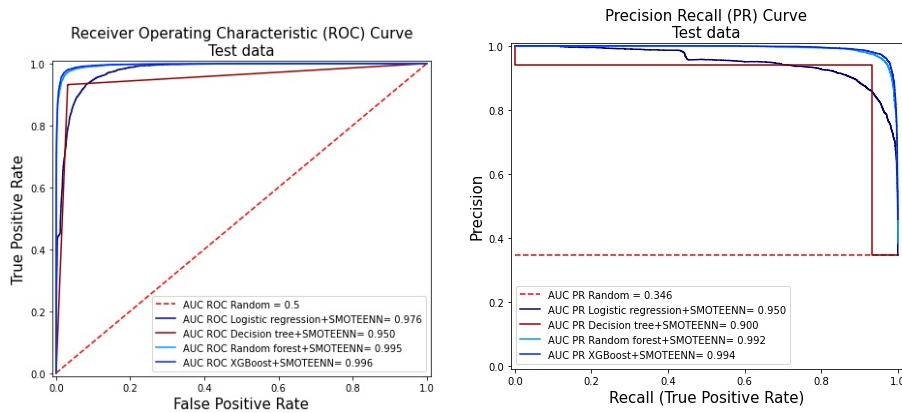 Receiver Operating Characteristic (ROC) Curve
Test data
True Positive Rate
1.0
0.8
0.6
0.4
0.2
0.0
AUC ROC Random = 0.5
AUC ROC Logistic regression+SMOTEENN= 0.976
AUC ROC Decision tree+SMOTEENN= 0.950
AUC ROC Random forest+SMOTEENN= 0.995
AUC ROC XGBoost+SMOTEENN= 0.996
0.0 0.2 0.4 0.6 0.8 1.0
False Positive Rate
Precision Recall (PR) Curve
Test data
Precision
1.0
0.8
0.6
0.4
0.2
0.0
AUC PR Random = 0.346
AUC PR Logistic regression+SMOTEENN= 0.950
AUC PR Decision tree+SMOTEENN= 0.900
AUC PR Random forest+SMOTEENN= 0.992
AUC PR XGBoost+SMOTEENN= 0.994
0.0 0.2 0.4 0.6 0.8 1.0
Recall (True Positive Rate)